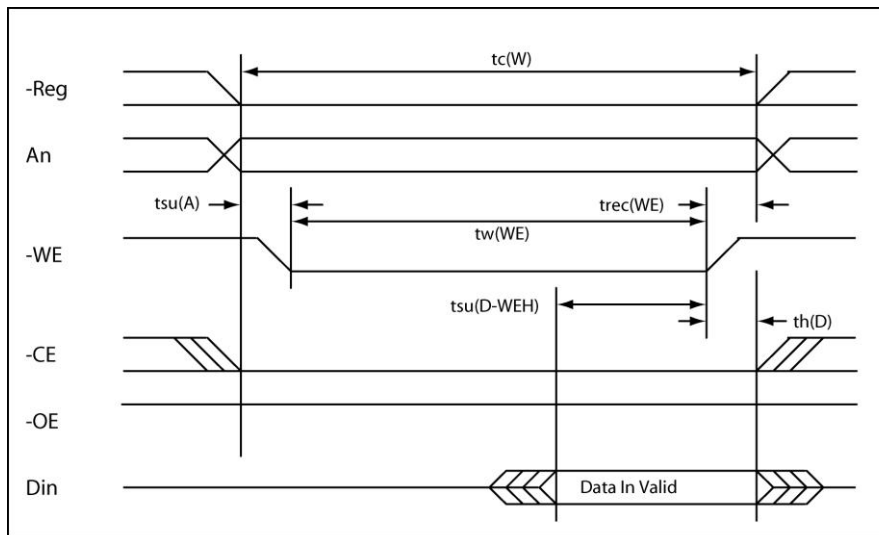 tc(W)
-Reg
An
tsu(A)
trec(WE)
tw(WE)
-WE
tsu(D-WEH)
th(D)
-CE
-OE
Din
Data In Valid